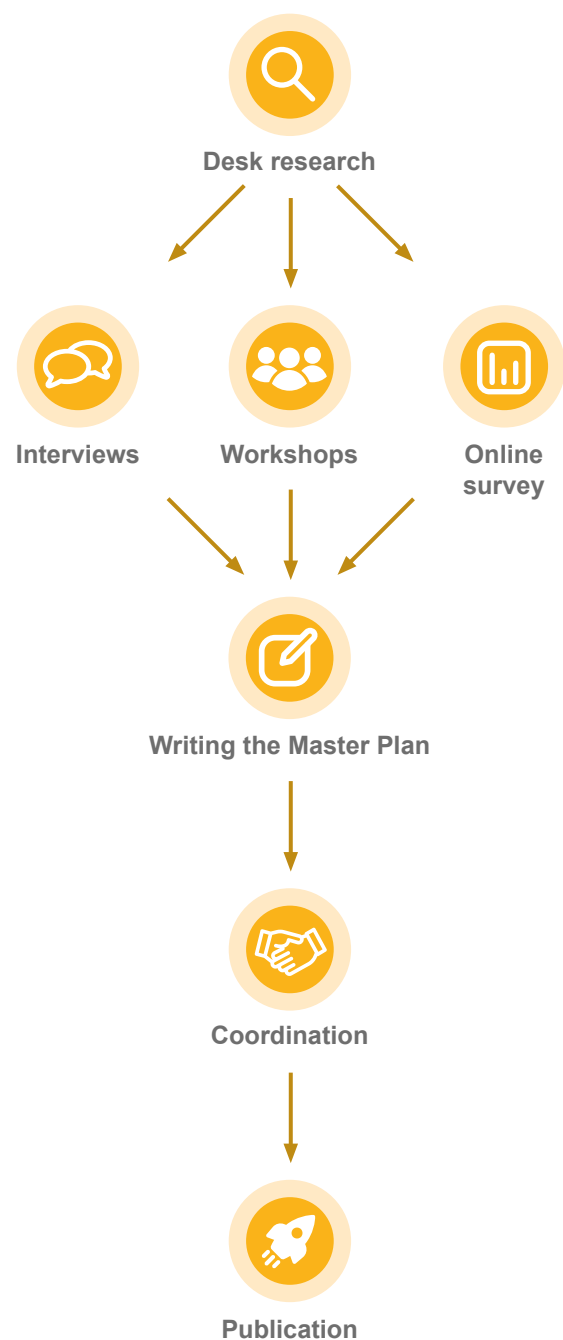 Desk research
Interviews
Workshops
Online
survey
Writing the Master Plan
Coordination
Publication